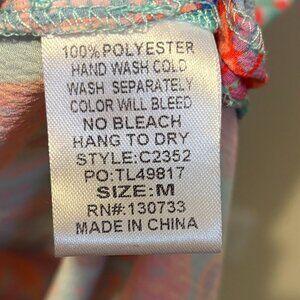 100% POLYESTER
HAND WASH COLD
WASH SEPARATELY
COLOR WILL BLEED
NO BLEACH
HANG TO DRY
STYLE:C2352
PO:TL49817
SIZE:M
RN#:130733
MADE IN CHINA